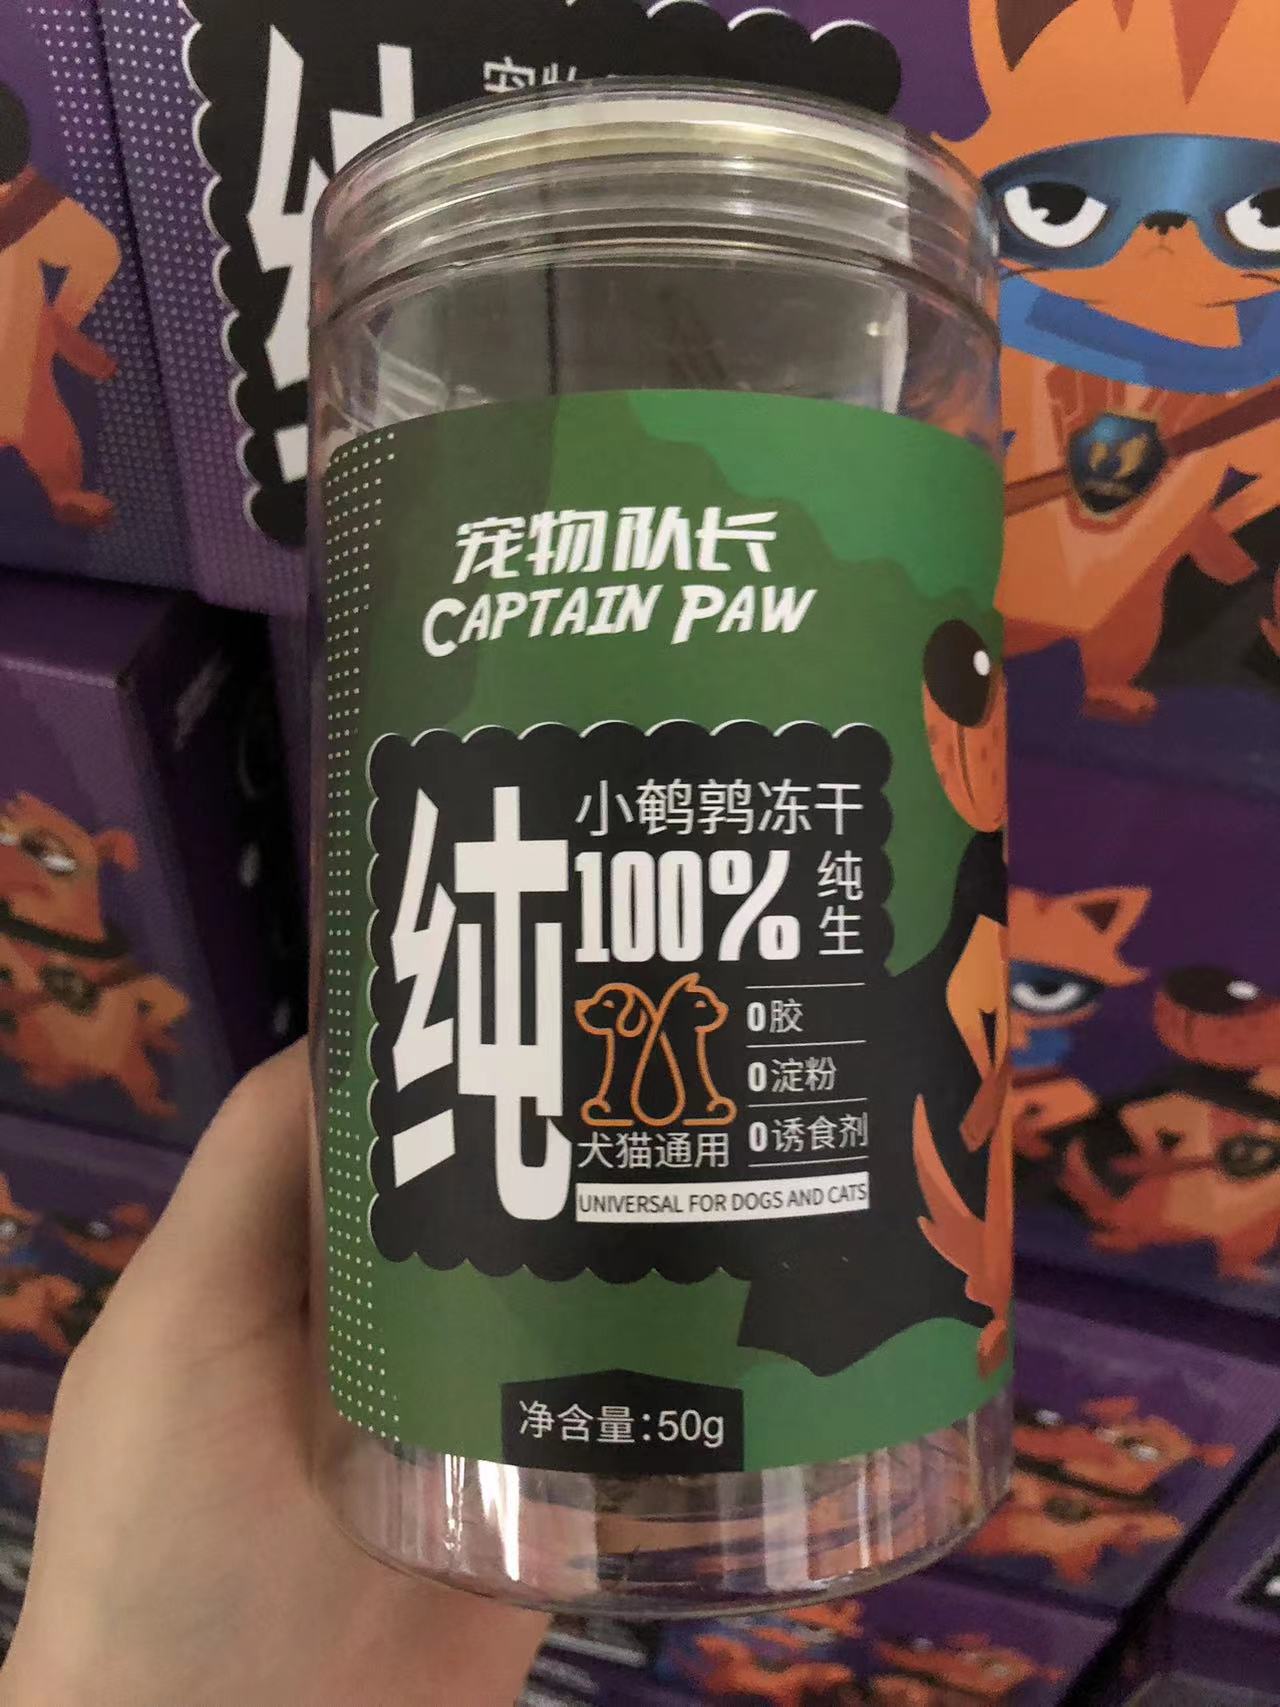 纯
宠物队长
CAPTAIN PAW
纯
小鹌鹑冻干
100%
纯生
0胶
0淀粉
0诱食剂
犬猫通用
UNIVERSAL FOR DOGS AND CATS
净含量:50g